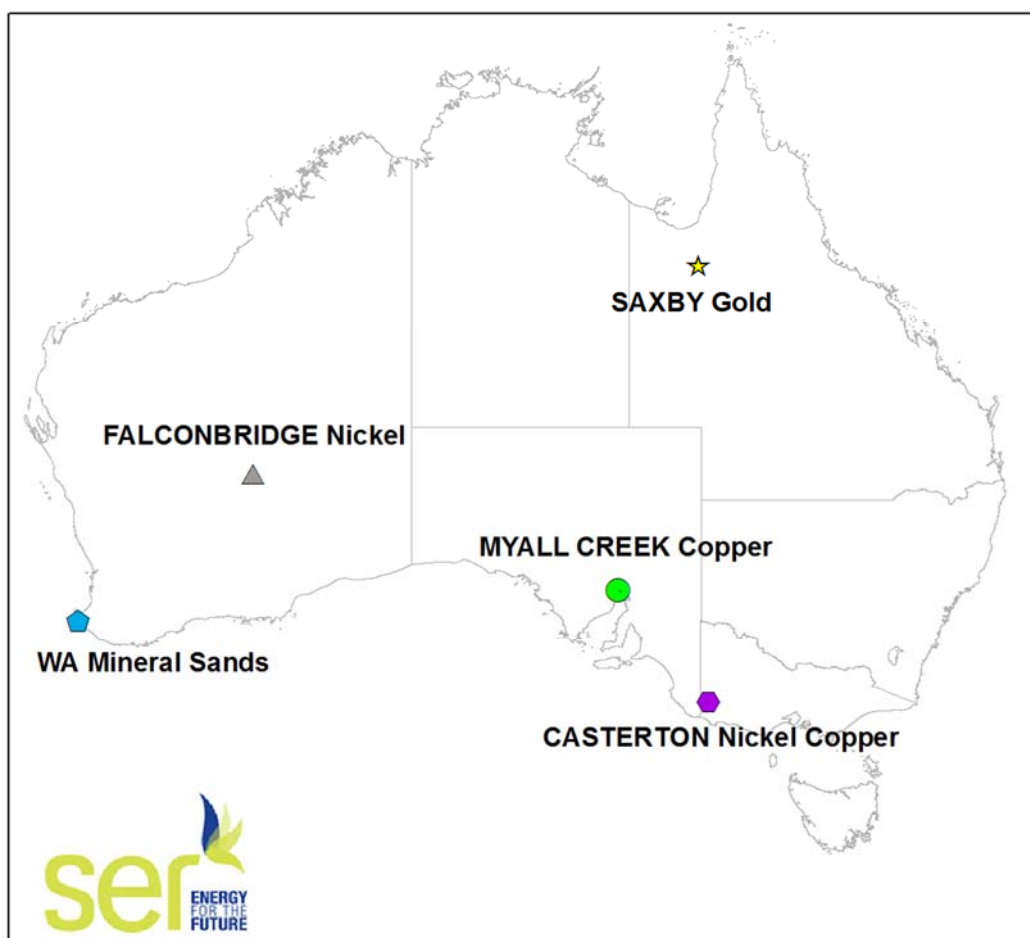 SAXBY Gold
FALCONBRIDGE Nickel
MYALL CREEK Copper
WA Mineral Sands
CASTERTON Nickel Copper
ser
ENERGY
FOR THE
FUTURE